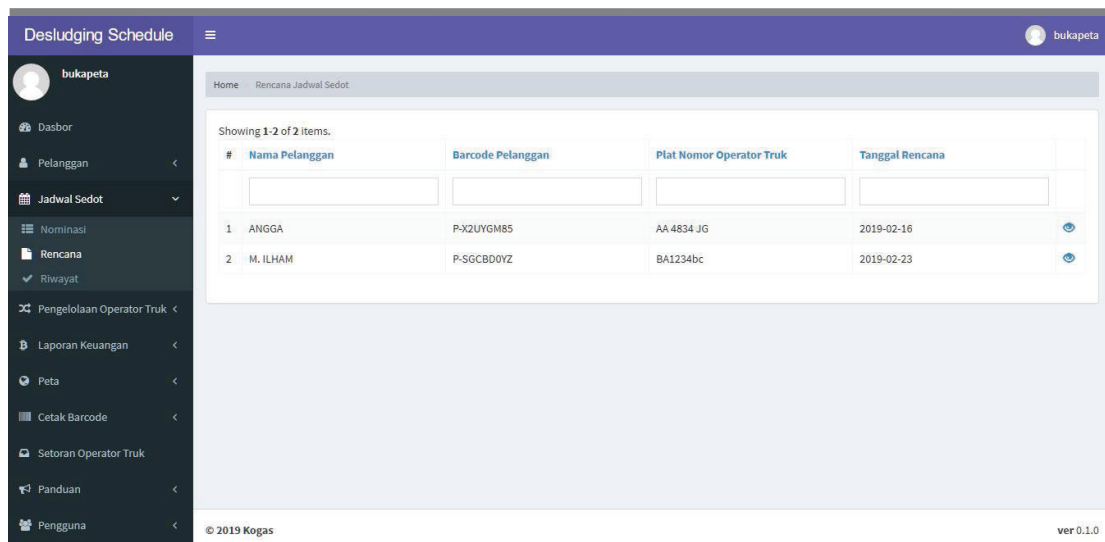 Desludging Schedule
bukapeta
bukapeta
Dasbor
Pelanggan
Jadwal Sedot
Nominasi
Rencana
Riwayat
Pengelolaan Operator Truk
Laporan Keuangan
Peta
Cetak Barcode
Setoran Operator Truk
Panduan
Pengguna
Home Rencana Jadwal Sedot
Showing 1-2 of 2 items.
# Nama Pelanggan Barcode Pelanggan Plat Nomor Operator Truk Tanggal Rencana
1 ANGGA P-X2UYGM85 AA 4834 JG 2019-02-16
2 M. ILHAM P-SGCBD0YZ BA1234bc 2019-02-23
© 2019 Kogas ver 0.1.0